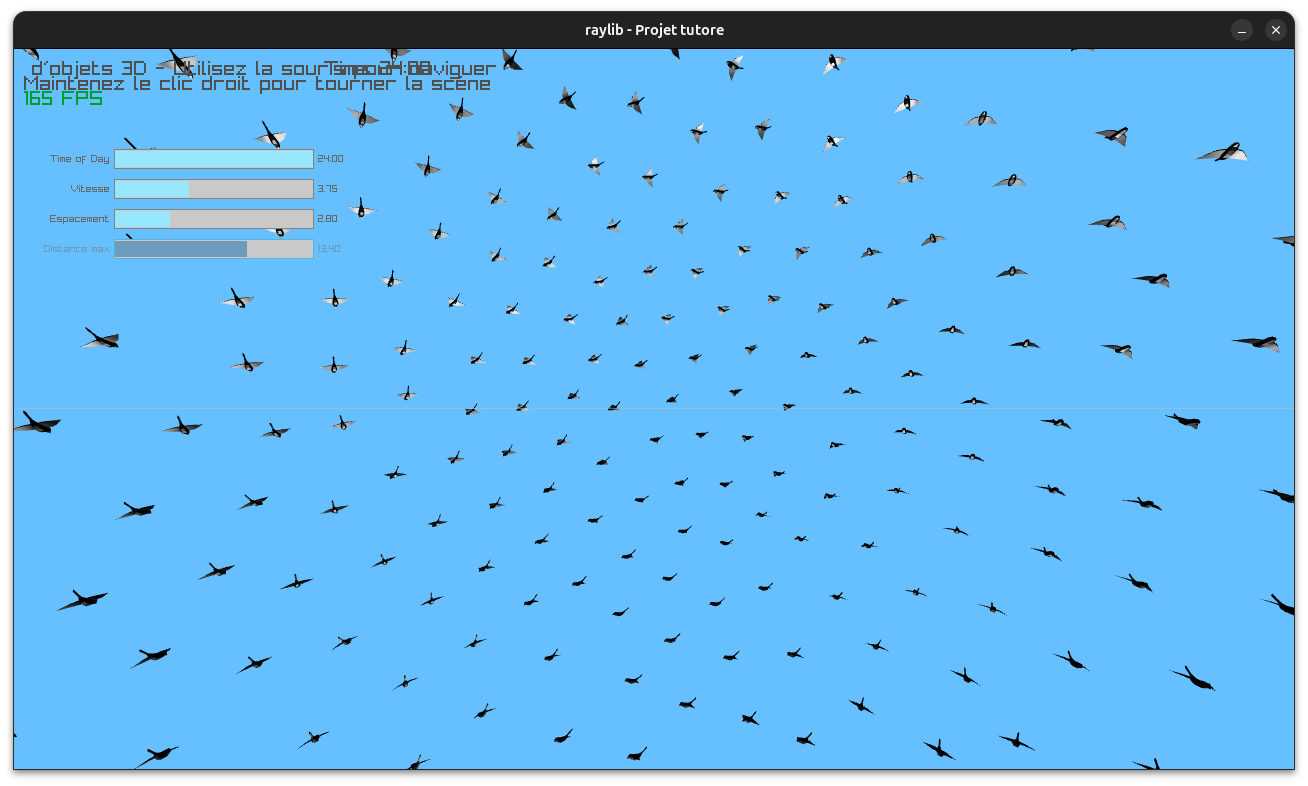 raylib - Projet tutore
d'objets 3D - Utilisez la souris pour naviguer
Time: 24:00
Maintenez le clic droit pour tourner la scène
165 FPS
Time of Day 24:00
Vitesse 3.75
Espacement 2.80
Distance max 13.40